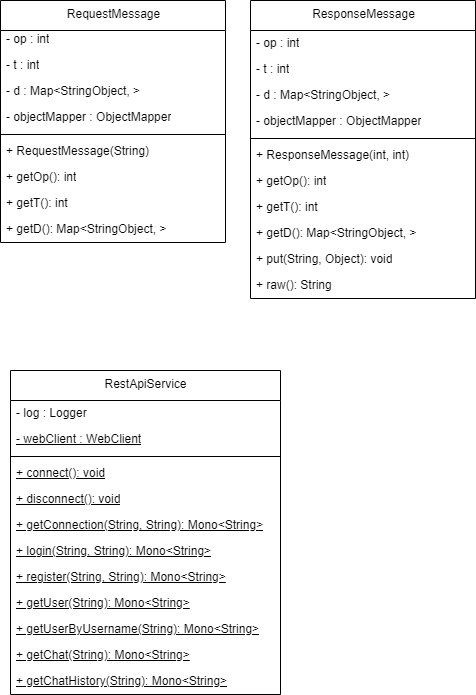 RequestMessage
- op : int
- t : int
- d : Map<StringObject, >
- objectMapper : ObjectMapper
+ RequestMessage(String)
+ getOp(): int
+ getT(): int
+ getD(): Map<StringObject, >
ResponseMessage
- op : int
- t : int
- d : Map<StringObject, >
- objectMapper : ObjectMapper
+ ResponseMessage(int, int)
+ getOp(): int
+ getT(): int
+ getD(): Map<StringObject, >
+ put(String, Object): void
+ raw(): String
RestApiService
- log : Logger
- webClient : WebClient
+ connect(): void
+ disconnect(): void
+ getConnection(String, String): Mono<String>
+ login(String, String): Mono<String>
+ register(String, String): Mono<String>
+ getUser(String): Mono<String>
+ getUserByUsername(String): Mono<String>
+ getChat(String): Mono<String>
+ getChatHistory(String): Mono<String>